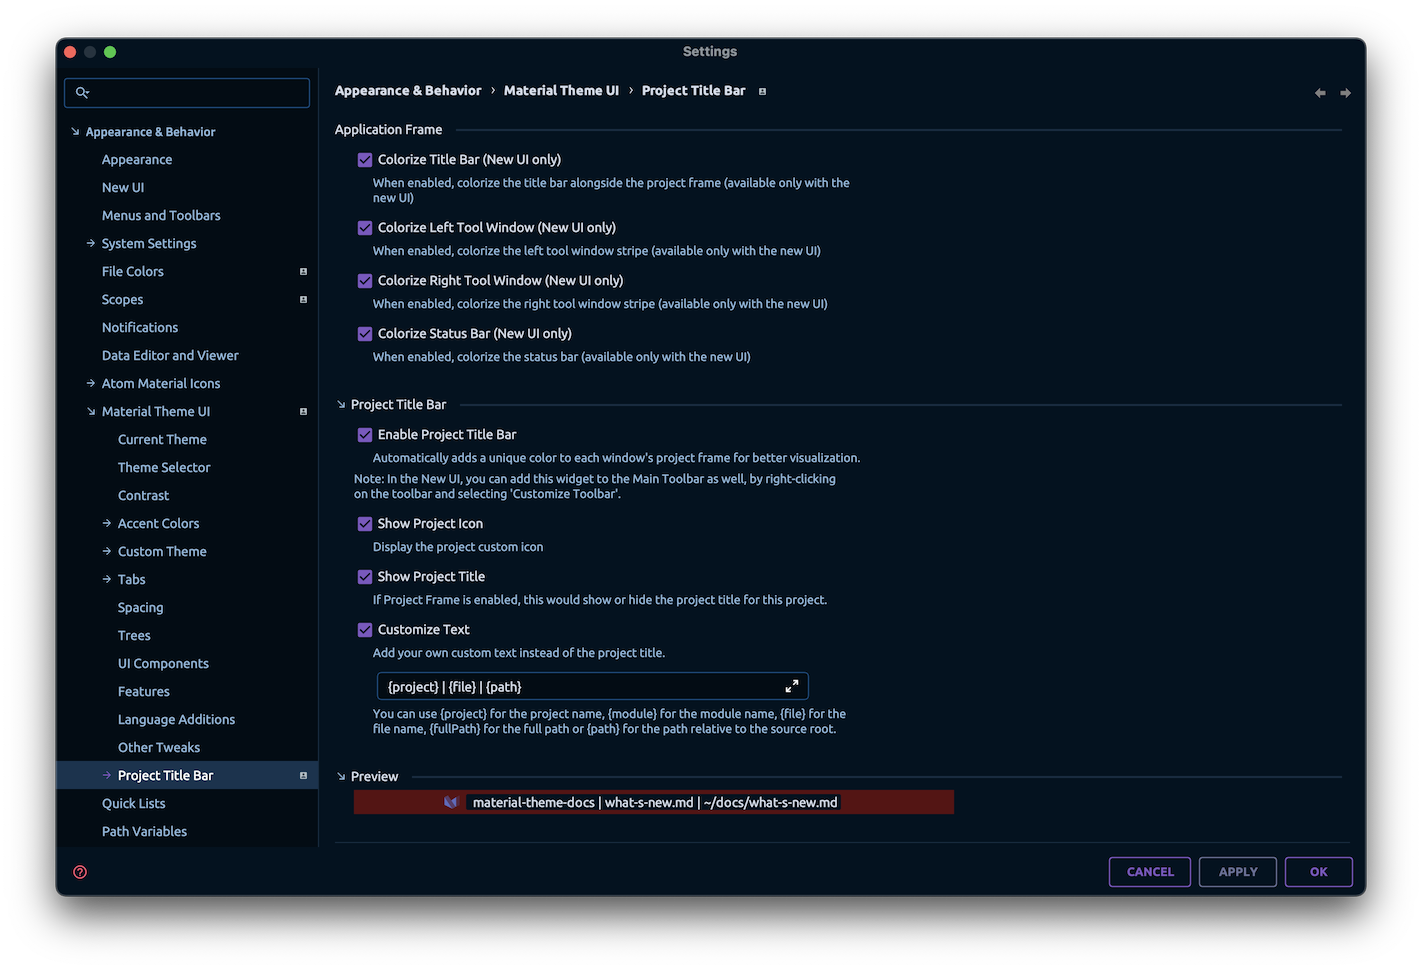 Settings
Appearance & Behavior
Appearance
New UI
Menus and Toolbars
System Settings
File Colors
Scopes
Notifications
Data Editor and Viewer
Atom Material Icons
Material Theme UI
Current Theme
Theme Selector
Contrast
Accent Colors
Custom Theme
Tabs
Spacing
Trees
UI Components
Features
Language Additions
Other Tweaks
Project Title Bar
Quick Lists
Path Variables
Appearance & Behavior › Material Theme UI › Project Title Bar
Application Frame
Colorize Title Bar (New UI only)
When enabled, colorize the title bar alongside the project frame (available only with the
new UI)
Colorize Left Tool Window (New UI only)
When enabled, colorize the left tool window stripe (available only with the new UI)
Colorize Right Tool Window (New UI only)
When enabled, colorize the right tool window stripe (available only with the new UI)
Colorize Status Bar (New UI only)
When enabled, colorize the status bar (available only with the new UI)
Project Title Bar
Enable Project Title Bar
Automatically adds a unique color to each window's project frame for better visualization.
Note: In the New UI, you can add this widget to the Main Toolbar as well, by right-clicking
on the toolbar and selecting 'Customize Toolbar'.
Show Project Icon
Display the project custom icon
Show Project Title
If Project Frame is enabled, this would show or hide the project title for this project.
Customize Text
Add your own custom text instead of the project title.
{project} | {file} | {path}
You can use {project} for the project name, {module} for the module name, {file} for the
file name, {fullPath} for the full path or {path} for the path relative to the source root.
Preview
material-theme-docs | what-s-new.md | ~/docs/what-s-new.md
CANCEL
APPLY
OK